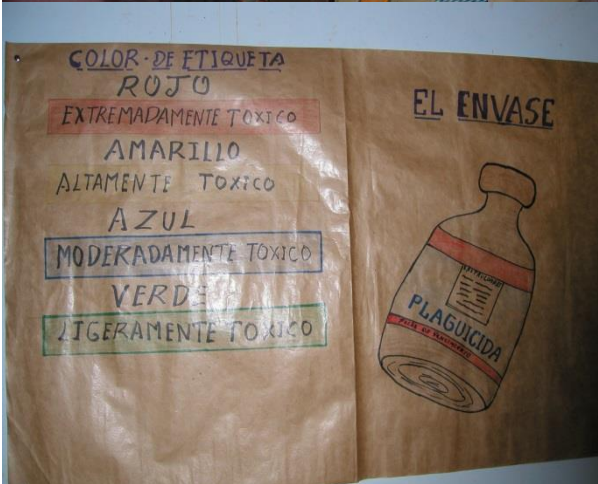 COLOR·DE ETIQUETA
ROJO
EXTREMADAMENTE TOXICO
AMARILLO
ALTAMENTE TOXICO
AZUL
MODERADAMENTE TOXICO
VERDE
LIGERAMENTE TOXICO
EL ENVASE
PLAGUICIDA